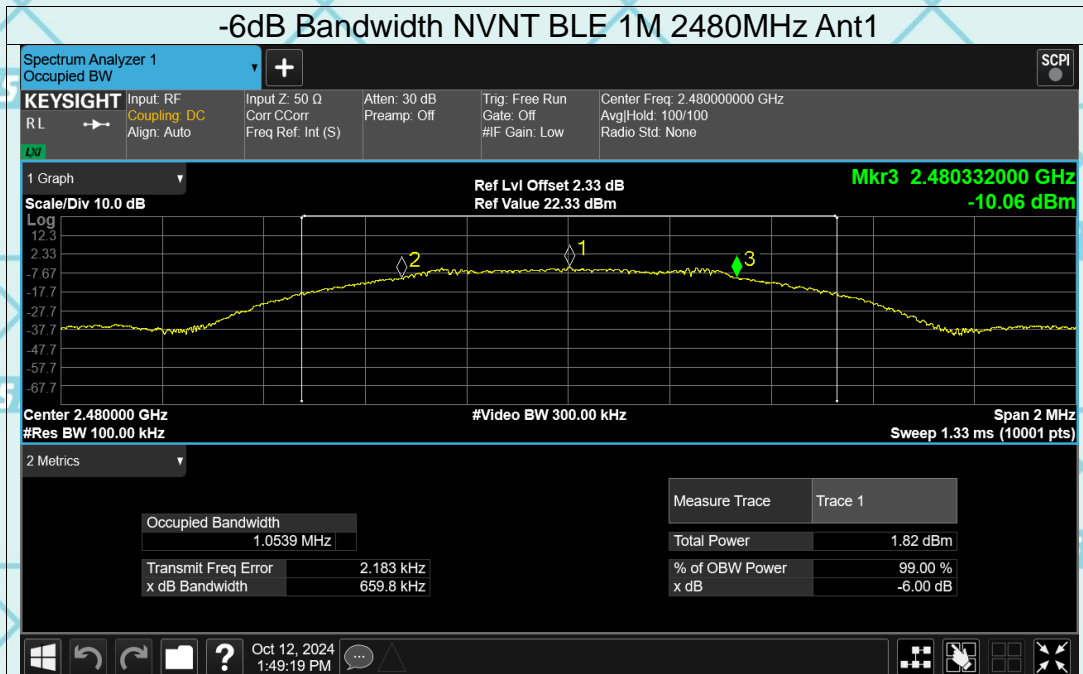 -6dB Bandwidth NVNT BLE 1M 2480MHz Ant1
Spectrum Analyzer 1
Occupied BW
+
SCPI
KEYSIGHT
RL
LXI
Input: RF
Coupling: DC
Align: Auto
Input Z: 50 Ω
Corr CCorr
Freq Ref: Int (S)
Atten: 30 dB
Preamp: Off
Trig: Free Run
Gate: Off
#IF Gain: Low
Center Freq: 2.480000000 GHz
Avg|Hold: 100/100
Radio Std: None
1 Graph
Scale/Div 10.0 dB
Ref Lvl Offset 2.33 dB
Ref Value 22.33 dBm
Mkr3 2.480332000 GHz
-10.06 dBm
Log
12.3
2.33
-7.67
-17.7
-27.7
-37.7
-47.7
-57.7
-67.7
2
1
3
Center 2.480000 GHz
#Res BW 100.00 kHz
#Video BW 300.00 kHz
Span 2 MHz
Sweep 1.33 ms (10001 pts)
2 Metrics
Occupied Bandwidth
1.0539 MHz
Transmit Freq Error 2.183 kHz
x dB Bandwidth 659.8 kHz
Measure Trace Trace 1
Total Power 1.82 dBm
% of OBW Power 99.00 %
x dB -6.00 dB
?
Oct 12, 2024
1:49:19 PM